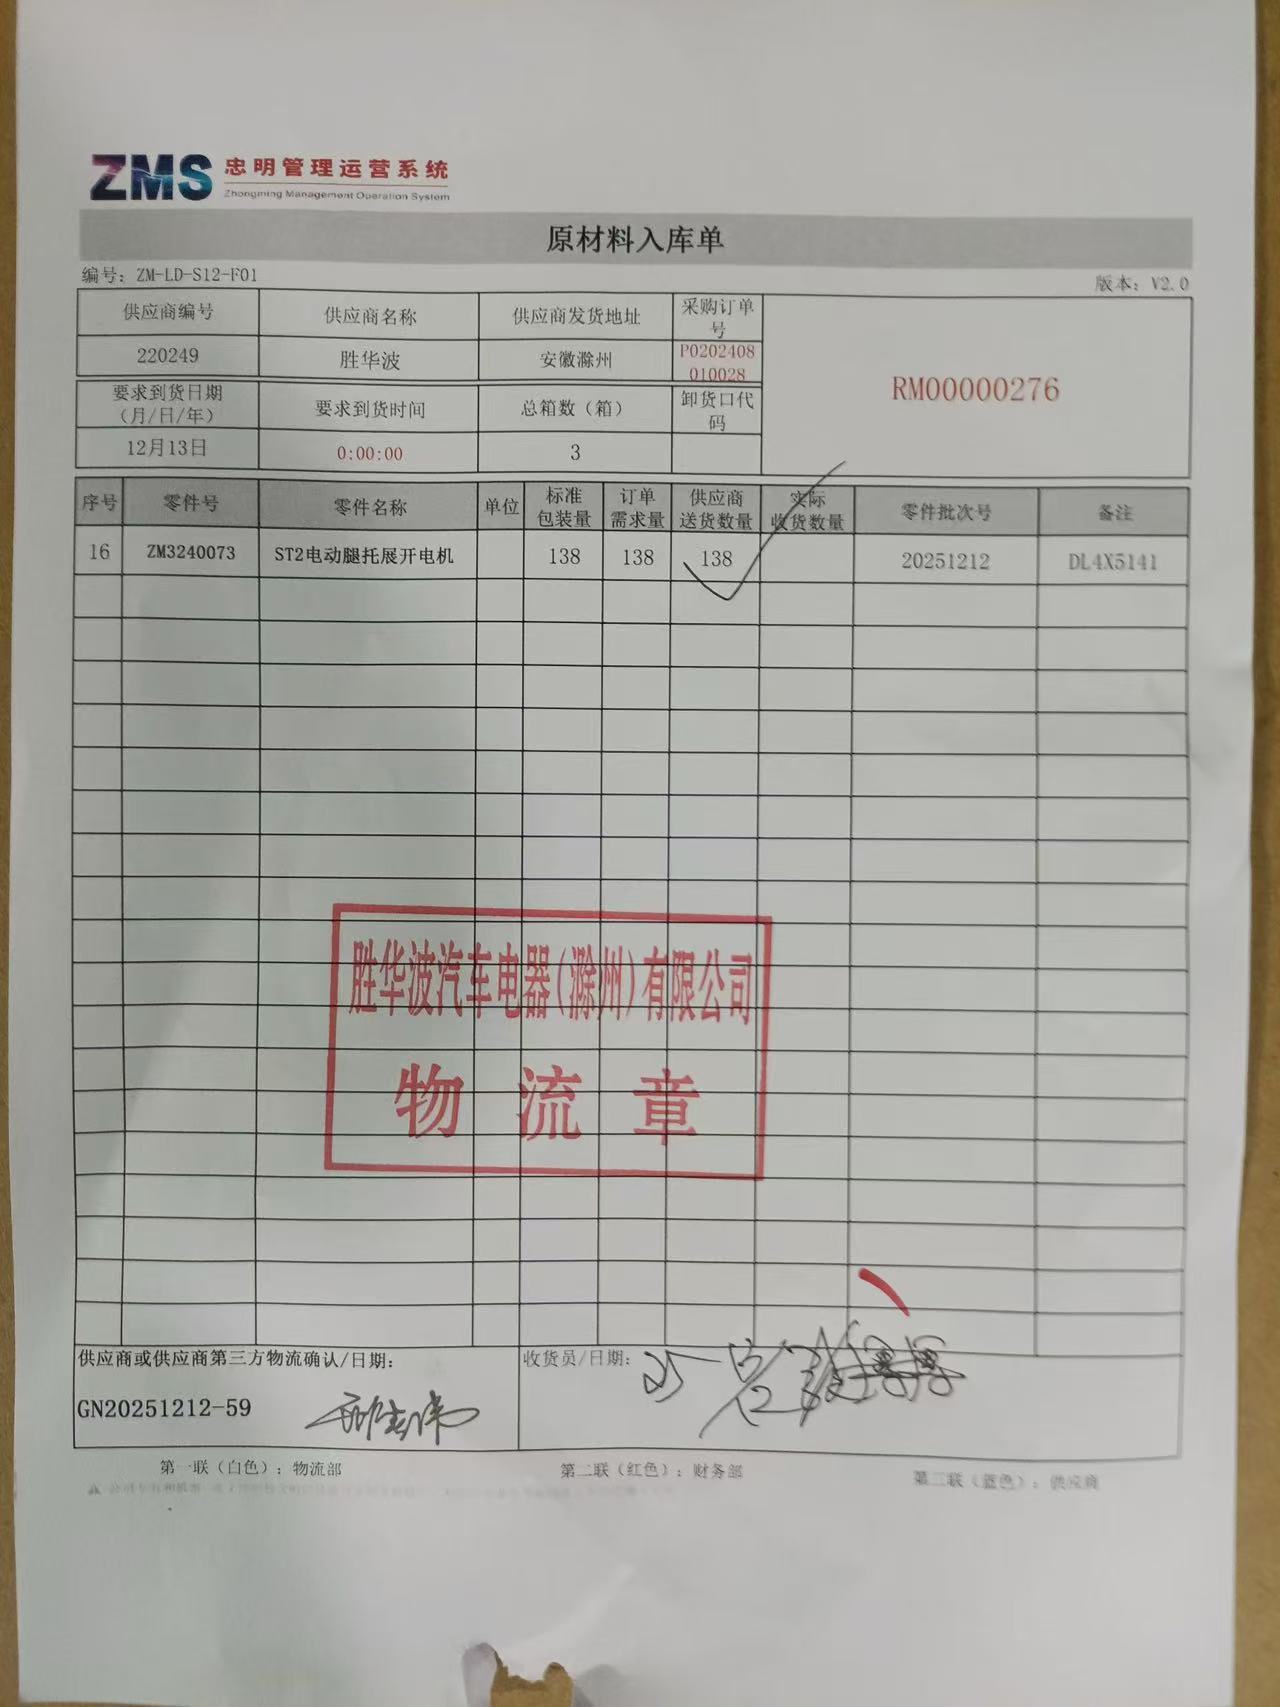 ZMS 忠明管理运营系统
Zhongming Management Operation System
原材料入库单
编号: ZM-LD-S12-F01 版本: V2.0
供应商编号 供应商名称 供应商发货地址 采购订单号
220249 胜华波 安徽滁州 P0202408010028
RM00000276
要求到货日期(月/日/年) 要求到货时间 总箱数(箱) 卸货口代码
12月13日 0:00:00 3
序号 零件号 零件名称 单位 标准包装量 订单需求量 供应商送货数量 实际收货数量 零件批次号 备注
16 ZM3240073 ST2电动腿托展开电机 138 138 138 20251212 DL4X5141
胜华波汽车电器(滁州)有限公司
物流章
供应商或供应商第三方物流确认/日期: 收货员/日期:
GN20251212-59
第一联(白色): 物流部 第二联(红色): 财务部 第三联(蓝色): 供应商